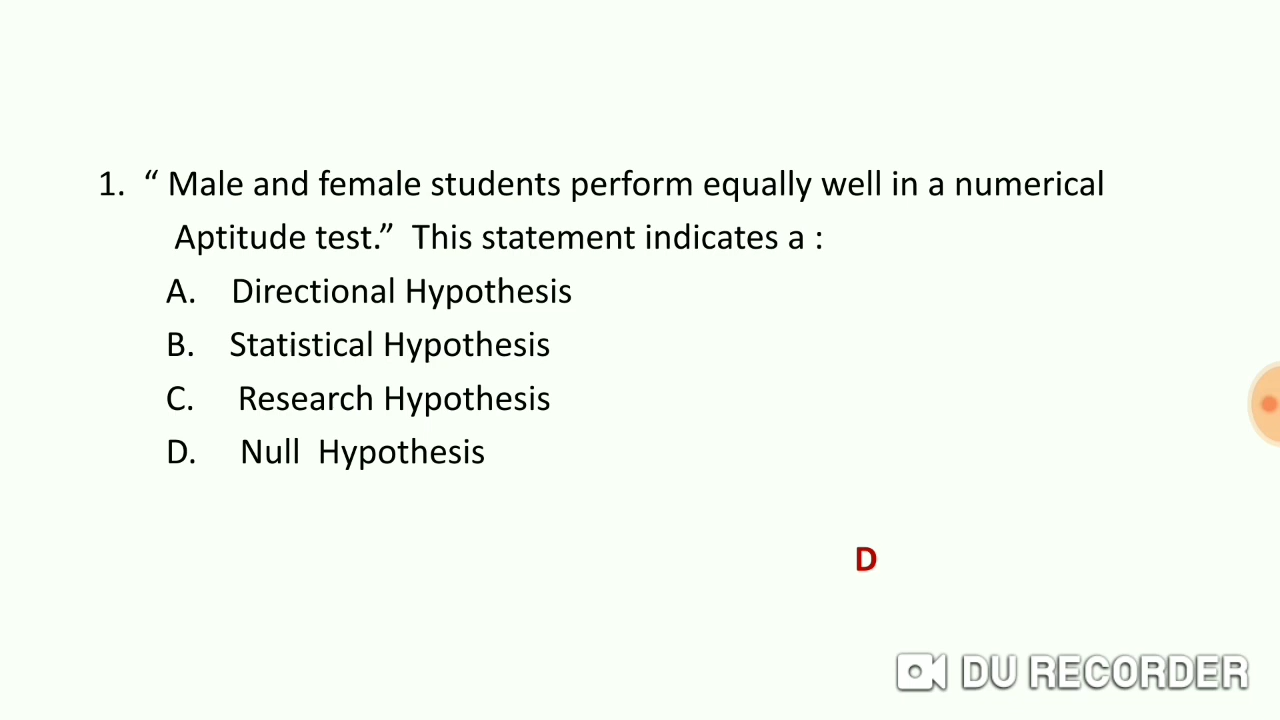 1. “ Male and female students perform equally well in a numerical
Aptitude test.” This statement indicates a :
A. Directional Hypothesis
B. Statistical Hypothesis
C. Research Hypothesis
D. Null Hypothesis
D
DU RECORDER